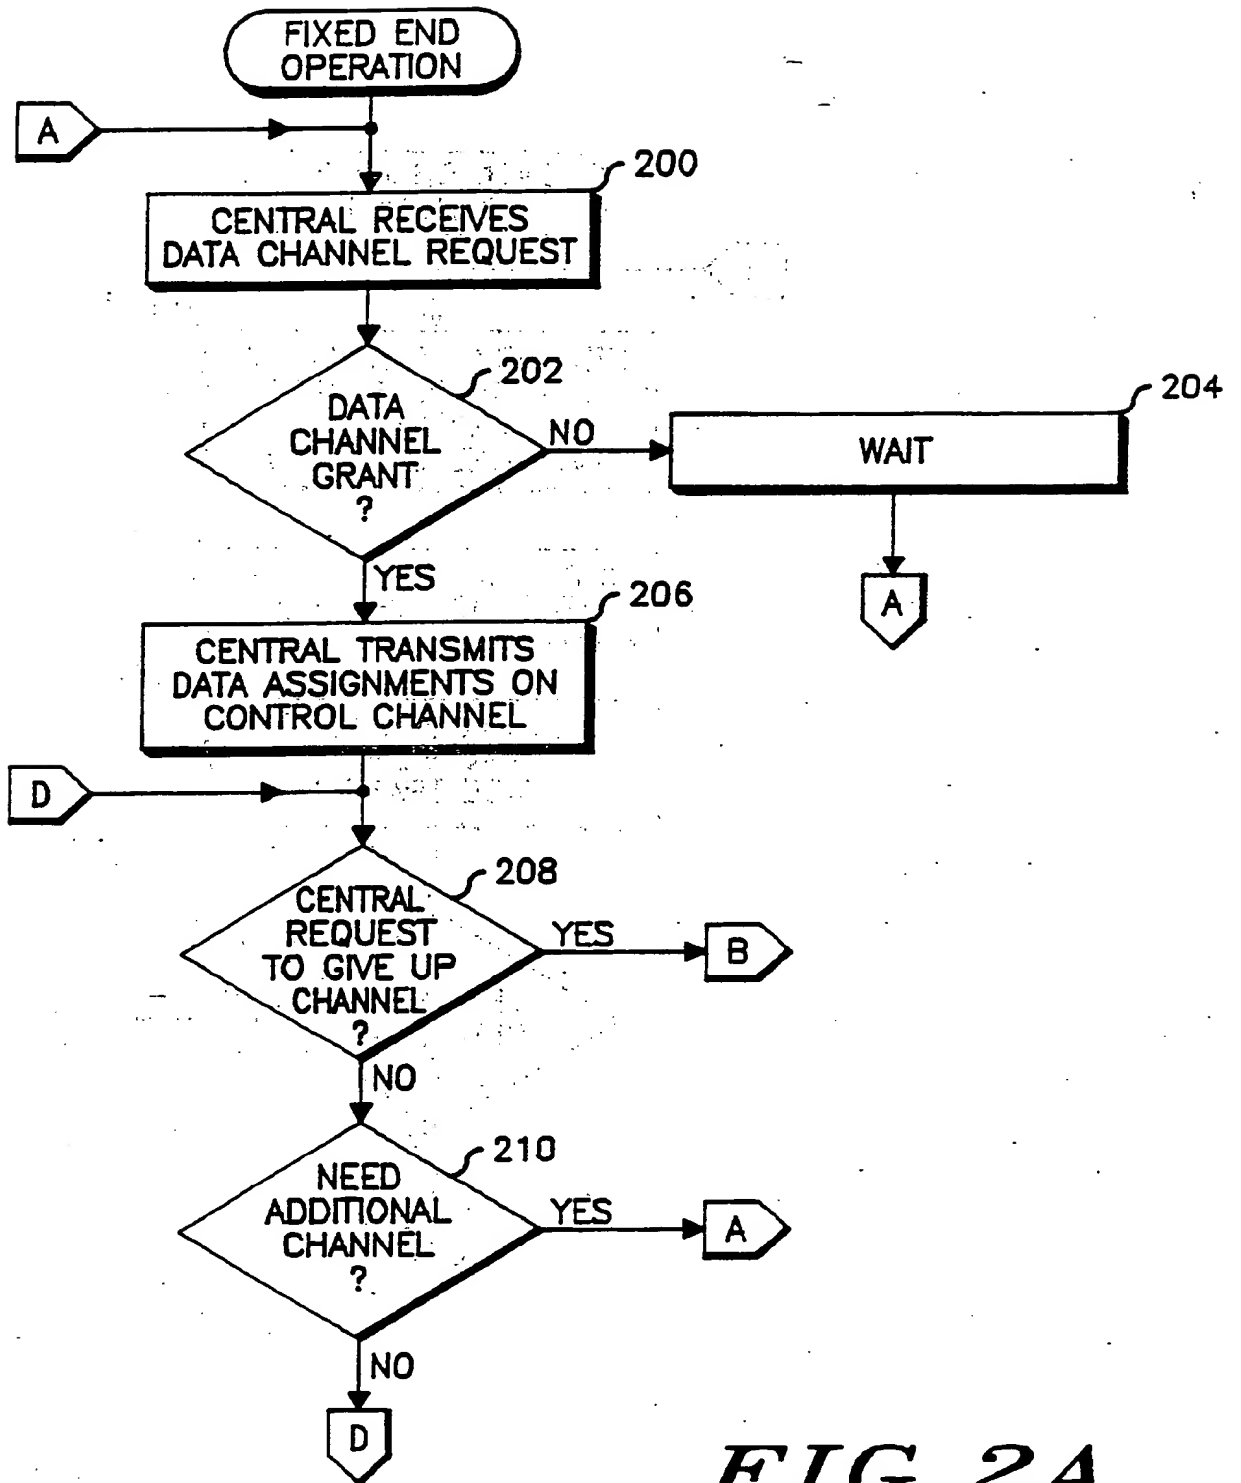 FIXED END
OPERATION
A
200
CENTRAL RECEIVES
DATA CHANNEL REQUEST
202
DATA
CHANNEL
GRANT
?
NO
204
WAIT
A
YES
206
CENTRAL TRANSMITS
DATA ASSIGNMENTS ON
CONTROL CHANNEL
D
208
CENTRAL
REQUEST
TO GIVE UP
CHANNEL
?
YES
B
NO
210
NEED
ADDITIONAL
CHANNEL
?
YES
A
NO
D
FIG. 2A